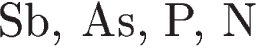 Sb, As, P, N